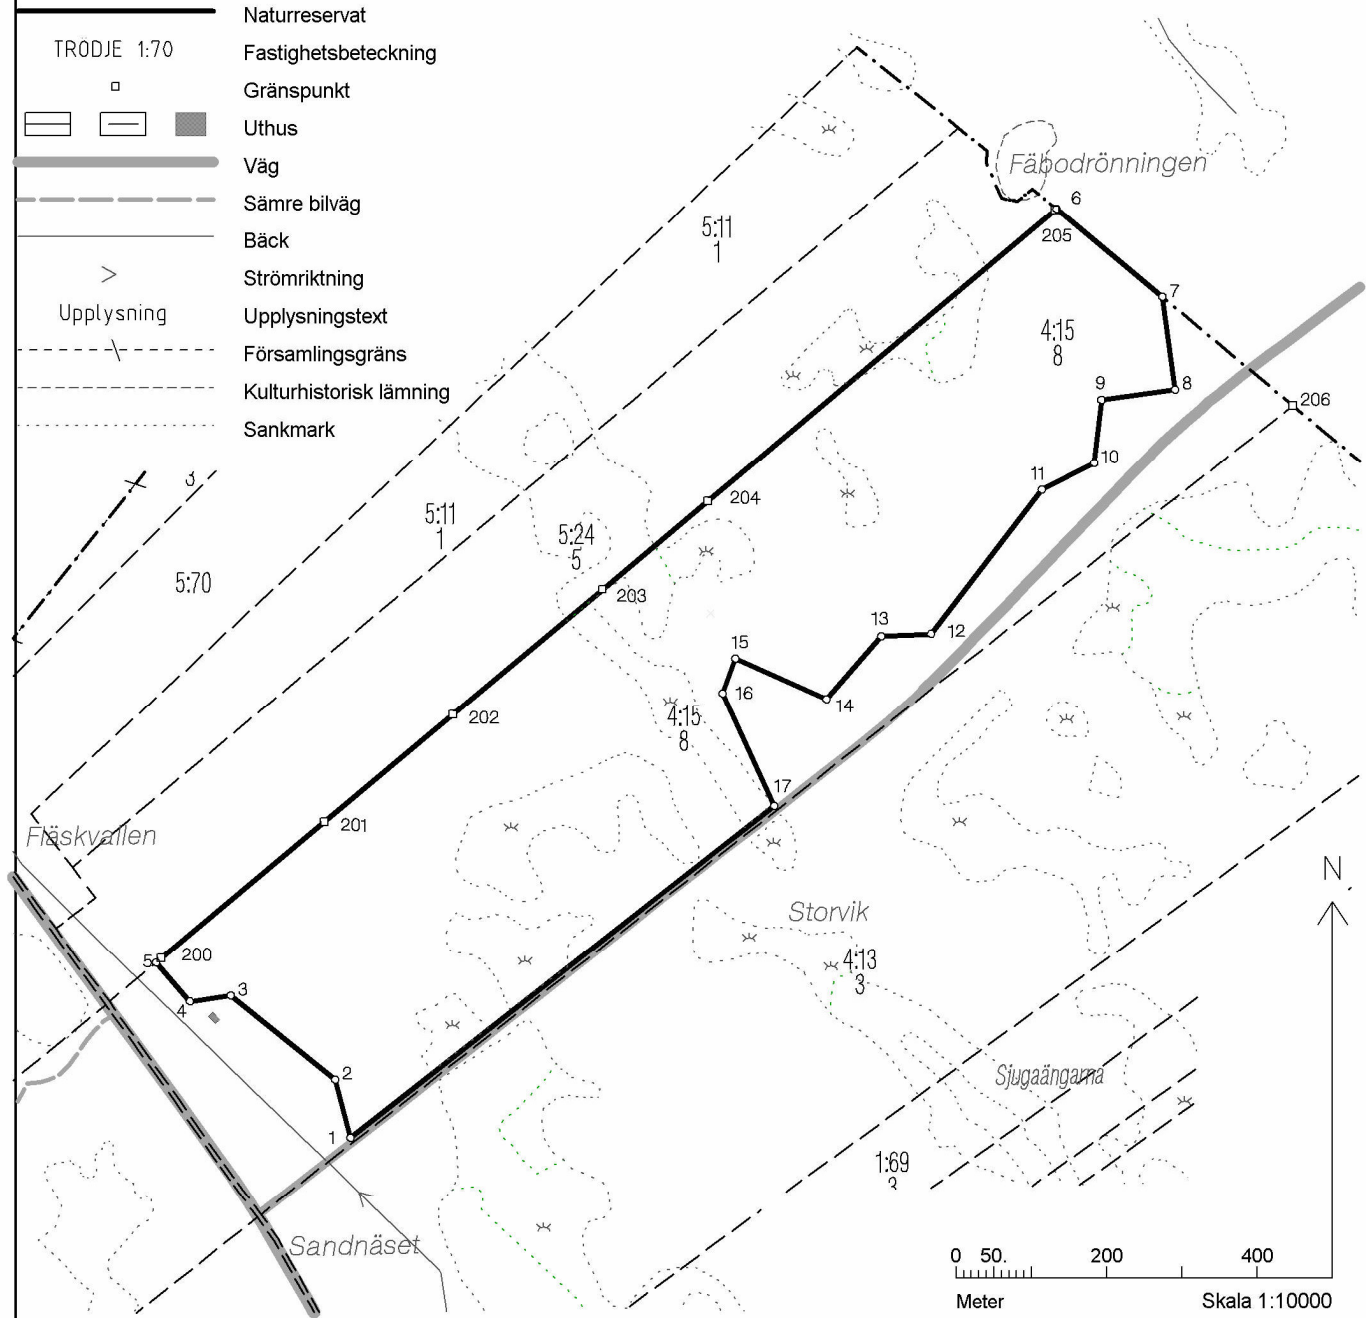 Naturreservat
TRÖDJE 1:70 Fastighetsbeteckning
Gränspunkt
Uthus
Väg
Sämre bilväg
Bäck
Strömriktning
Upplysning Upplysningstext
Församlingsgräns
Kulturhistorisk lämning
Sankmark
Fäbodrönningen
6
205
5:11
1
7
4:15
8
9
8
206
10
11
3
204
5:11
1
5:24
5
5:70
203
13
12
15
16
14
202
4:15
8
17
201
Fläskvallen
N
Storvik
200
5
4:13
3
3
4
2
Sjugaängarna
1
1:69
3
Sandnäset
0 50. 200 400
Meter Skala 1:10000